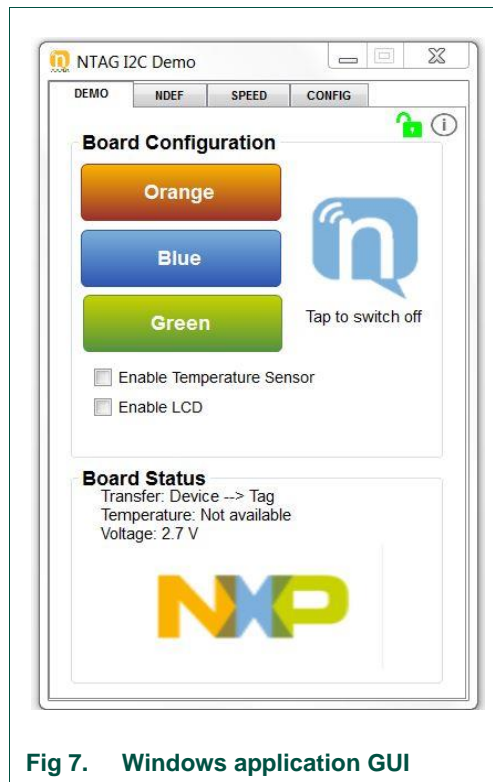 NTAG I2C Demo
DEMO NDEF SPEED CONFIG
Board Configuration
Orange
Blue
Green
Tap to switch off
Enable Temperature Sensor
Enable LCD
Board Status
Transfer: Device --> Tag
Temperature: Not available
Voltage: 2.7 V
NXP
Fig 7. Windows application GUI